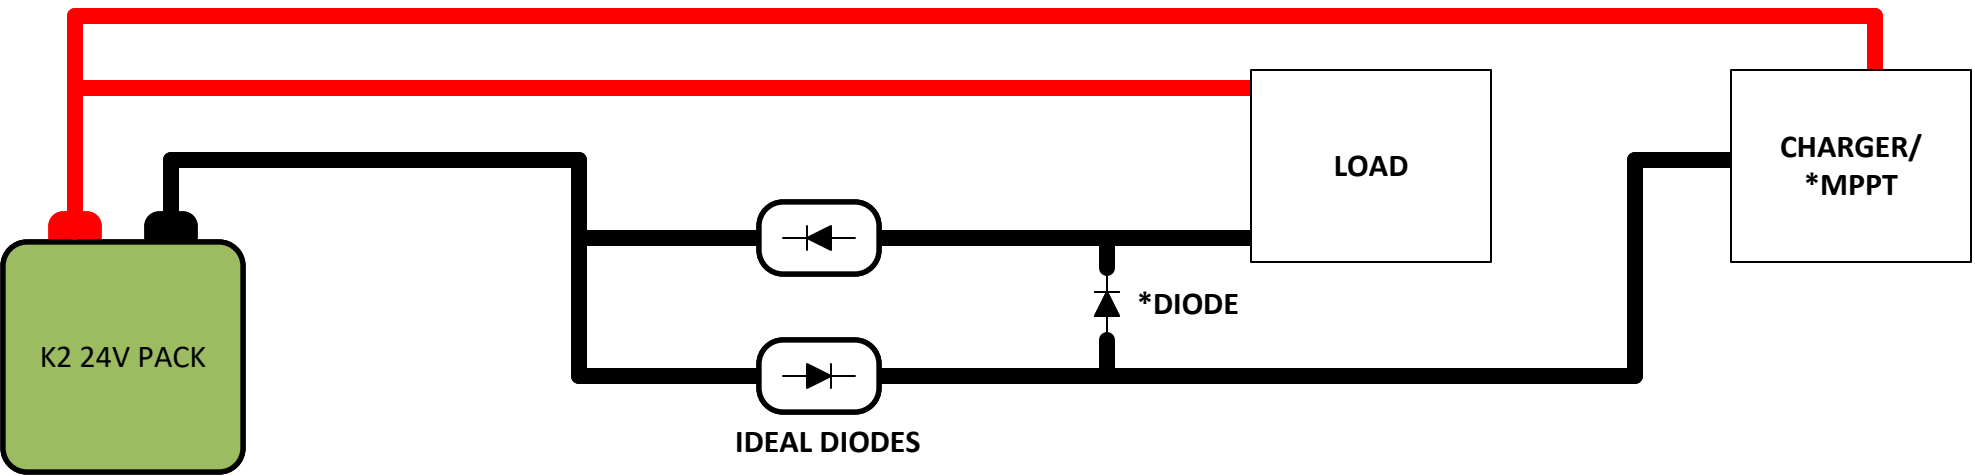 LOAD
CHARGER/
*MPPT
*DIODE
K2 24V PACK
IDEAL DIODES